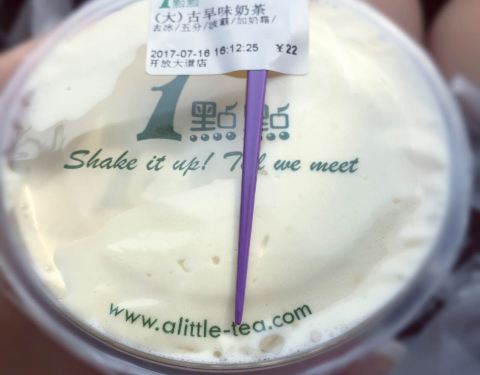 1點點
(大)古早味奶茶
去冰/五分/波霸/加奶霜/
2017-07-16 16:12:25 ¥22
开放大道店
1點點
Shake it up! Till we meet
www.alittle-tea.com